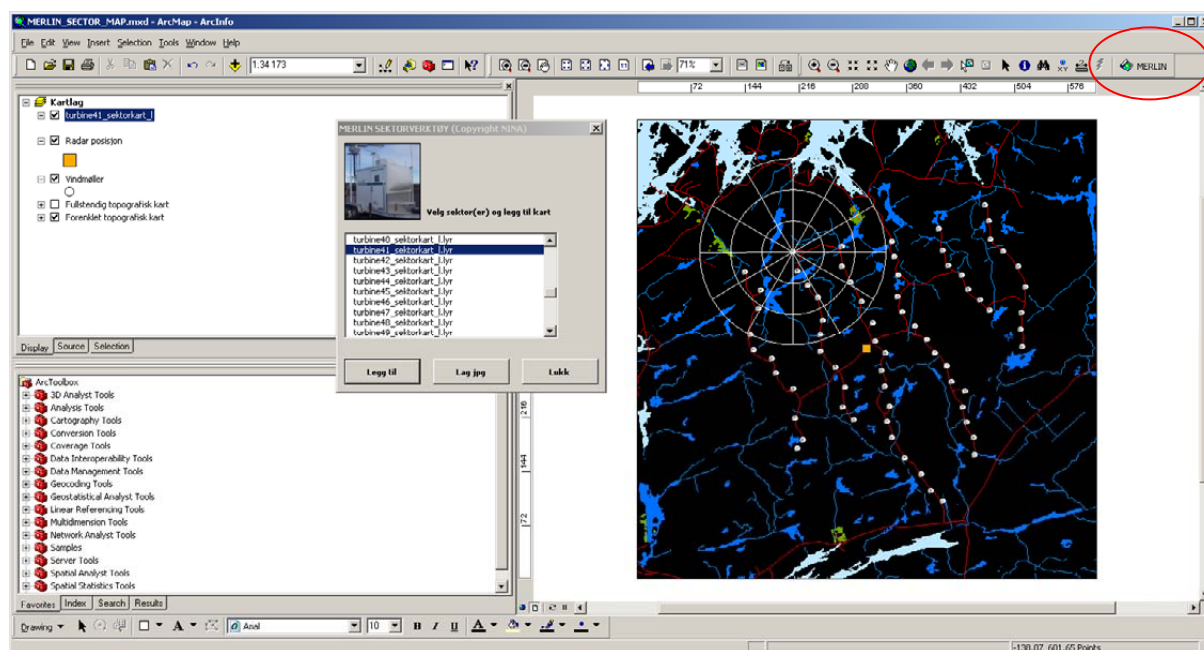 MERLIN_SECTOR_MAP.mxd - ArcMap - ArcInfo
File Edit View Insert Selection Tools Window Help
1:34 173
71%
MERLIN
Kartlag
turbine41_sektorkart_l
Radar posisjon
Vindmøller
Fullstendig topografisk kart
Forenklet topografisk kart
Display Source Selection
MERLIN SEKTORVERKTØY (Copyright NINA)
Velg sektor(er) og legg til kart
turbine40_sektorkart_l.lyr
turbine41_sektorkart_l.lyr
turbine42_sektorkart_l.lyr
turbine43_sektorkart_l.lyr
turbine44_sektorkart_l.lyr
turbine45_sektorkart_l.lyr
turbine46_sektorkart_l.lyr
turbine47_sektorkart_l.lyr
turbine48_sektorkart_l.lyr
turbine49_sektorkart_l.lyr
Legg til Lag jpg Lukk
72 144 216 288 360 432 504 576
216
144
72
ArcToolbox
3D Analyst Tools
Analysis Tools
Cartography Tools
Conversion Tools
Coverage Tools
Data Interoperability Tools
Data Management Tools
Geocoding Tools
Geostatistical Analyst Tools
Linear Referencing Tools
Multidimension Tools
Network Analyst Tools
Samples
Server Tools
Spatial Analyst Tools
Spatial Statistics Tools
Favorites Index Search Results
Drawing Arial 10 B I U A
-138,07 601,65 Points